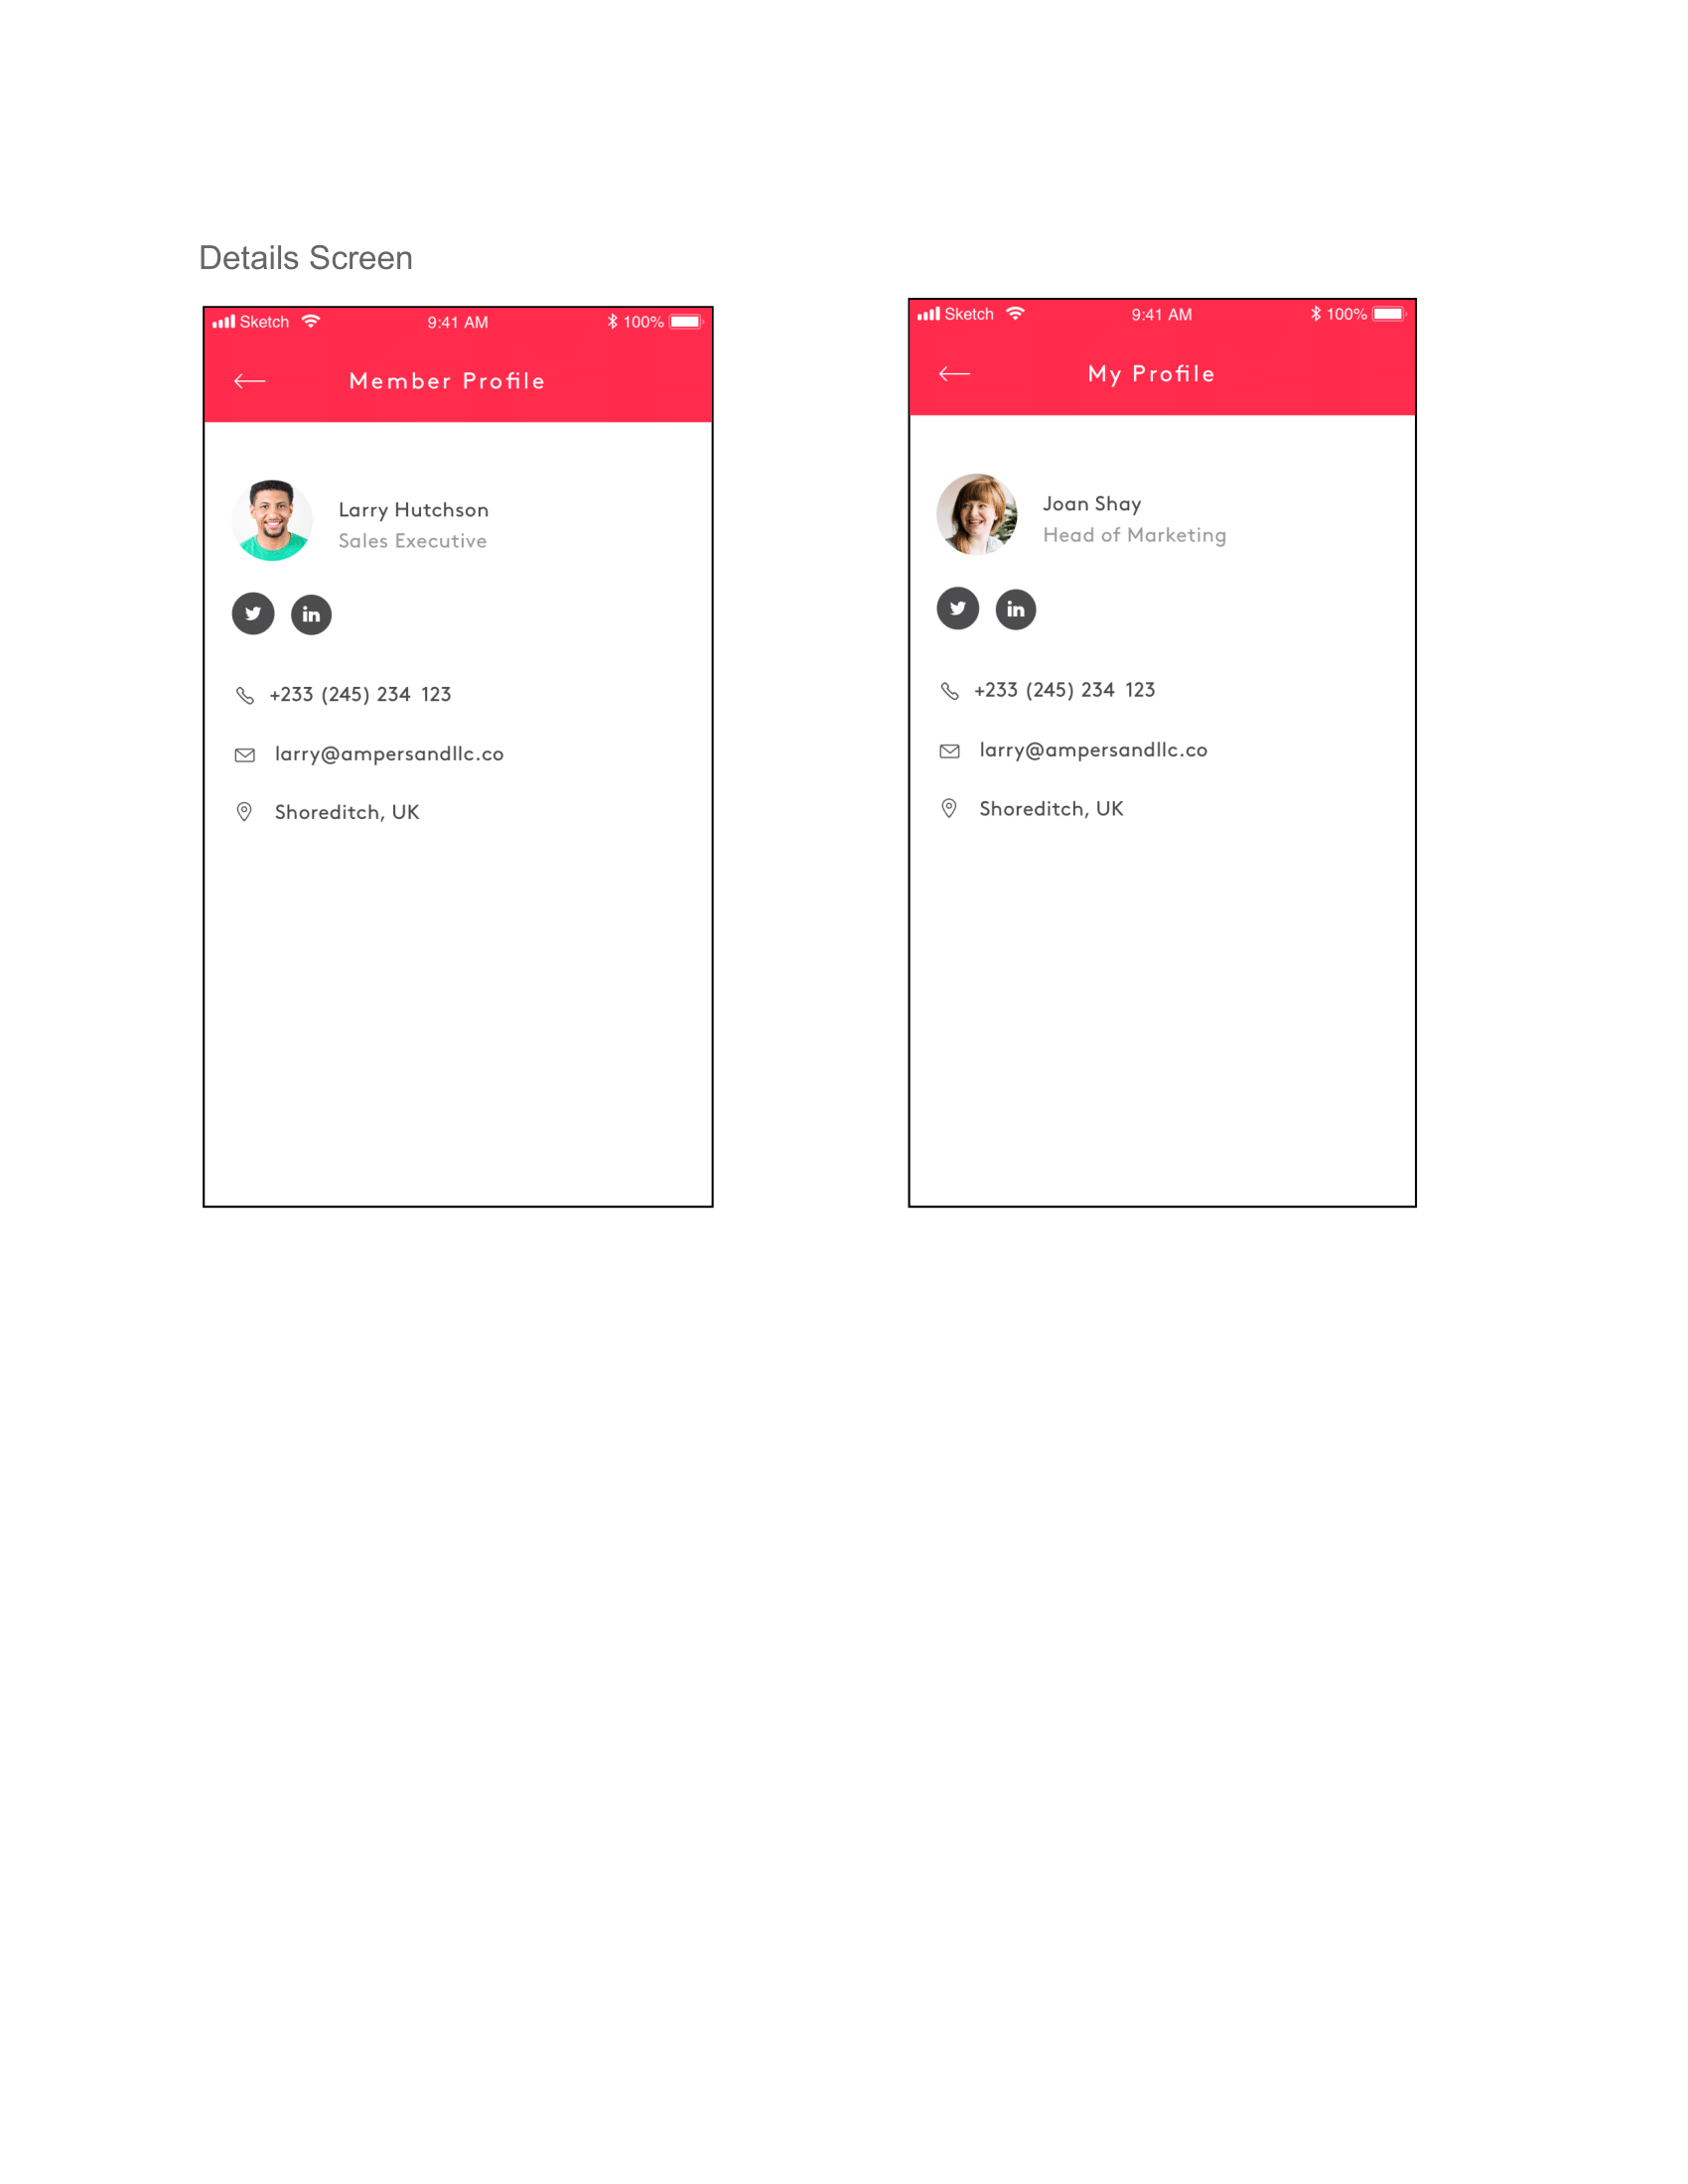 Details Screen
Sketch 9:41 AM 100%
Member Profile
Larry Hutchson
Sales Executive
in
+233 (245) 234 123
larry@ampersandllc.co
Shoreditch, UK
Sketch 9:41 AM 100%
My Profile
Joan Shay
Head of Marketing
in
+233 (245) 234 123
larry@ampersandllc.co
Shoreditch, UK